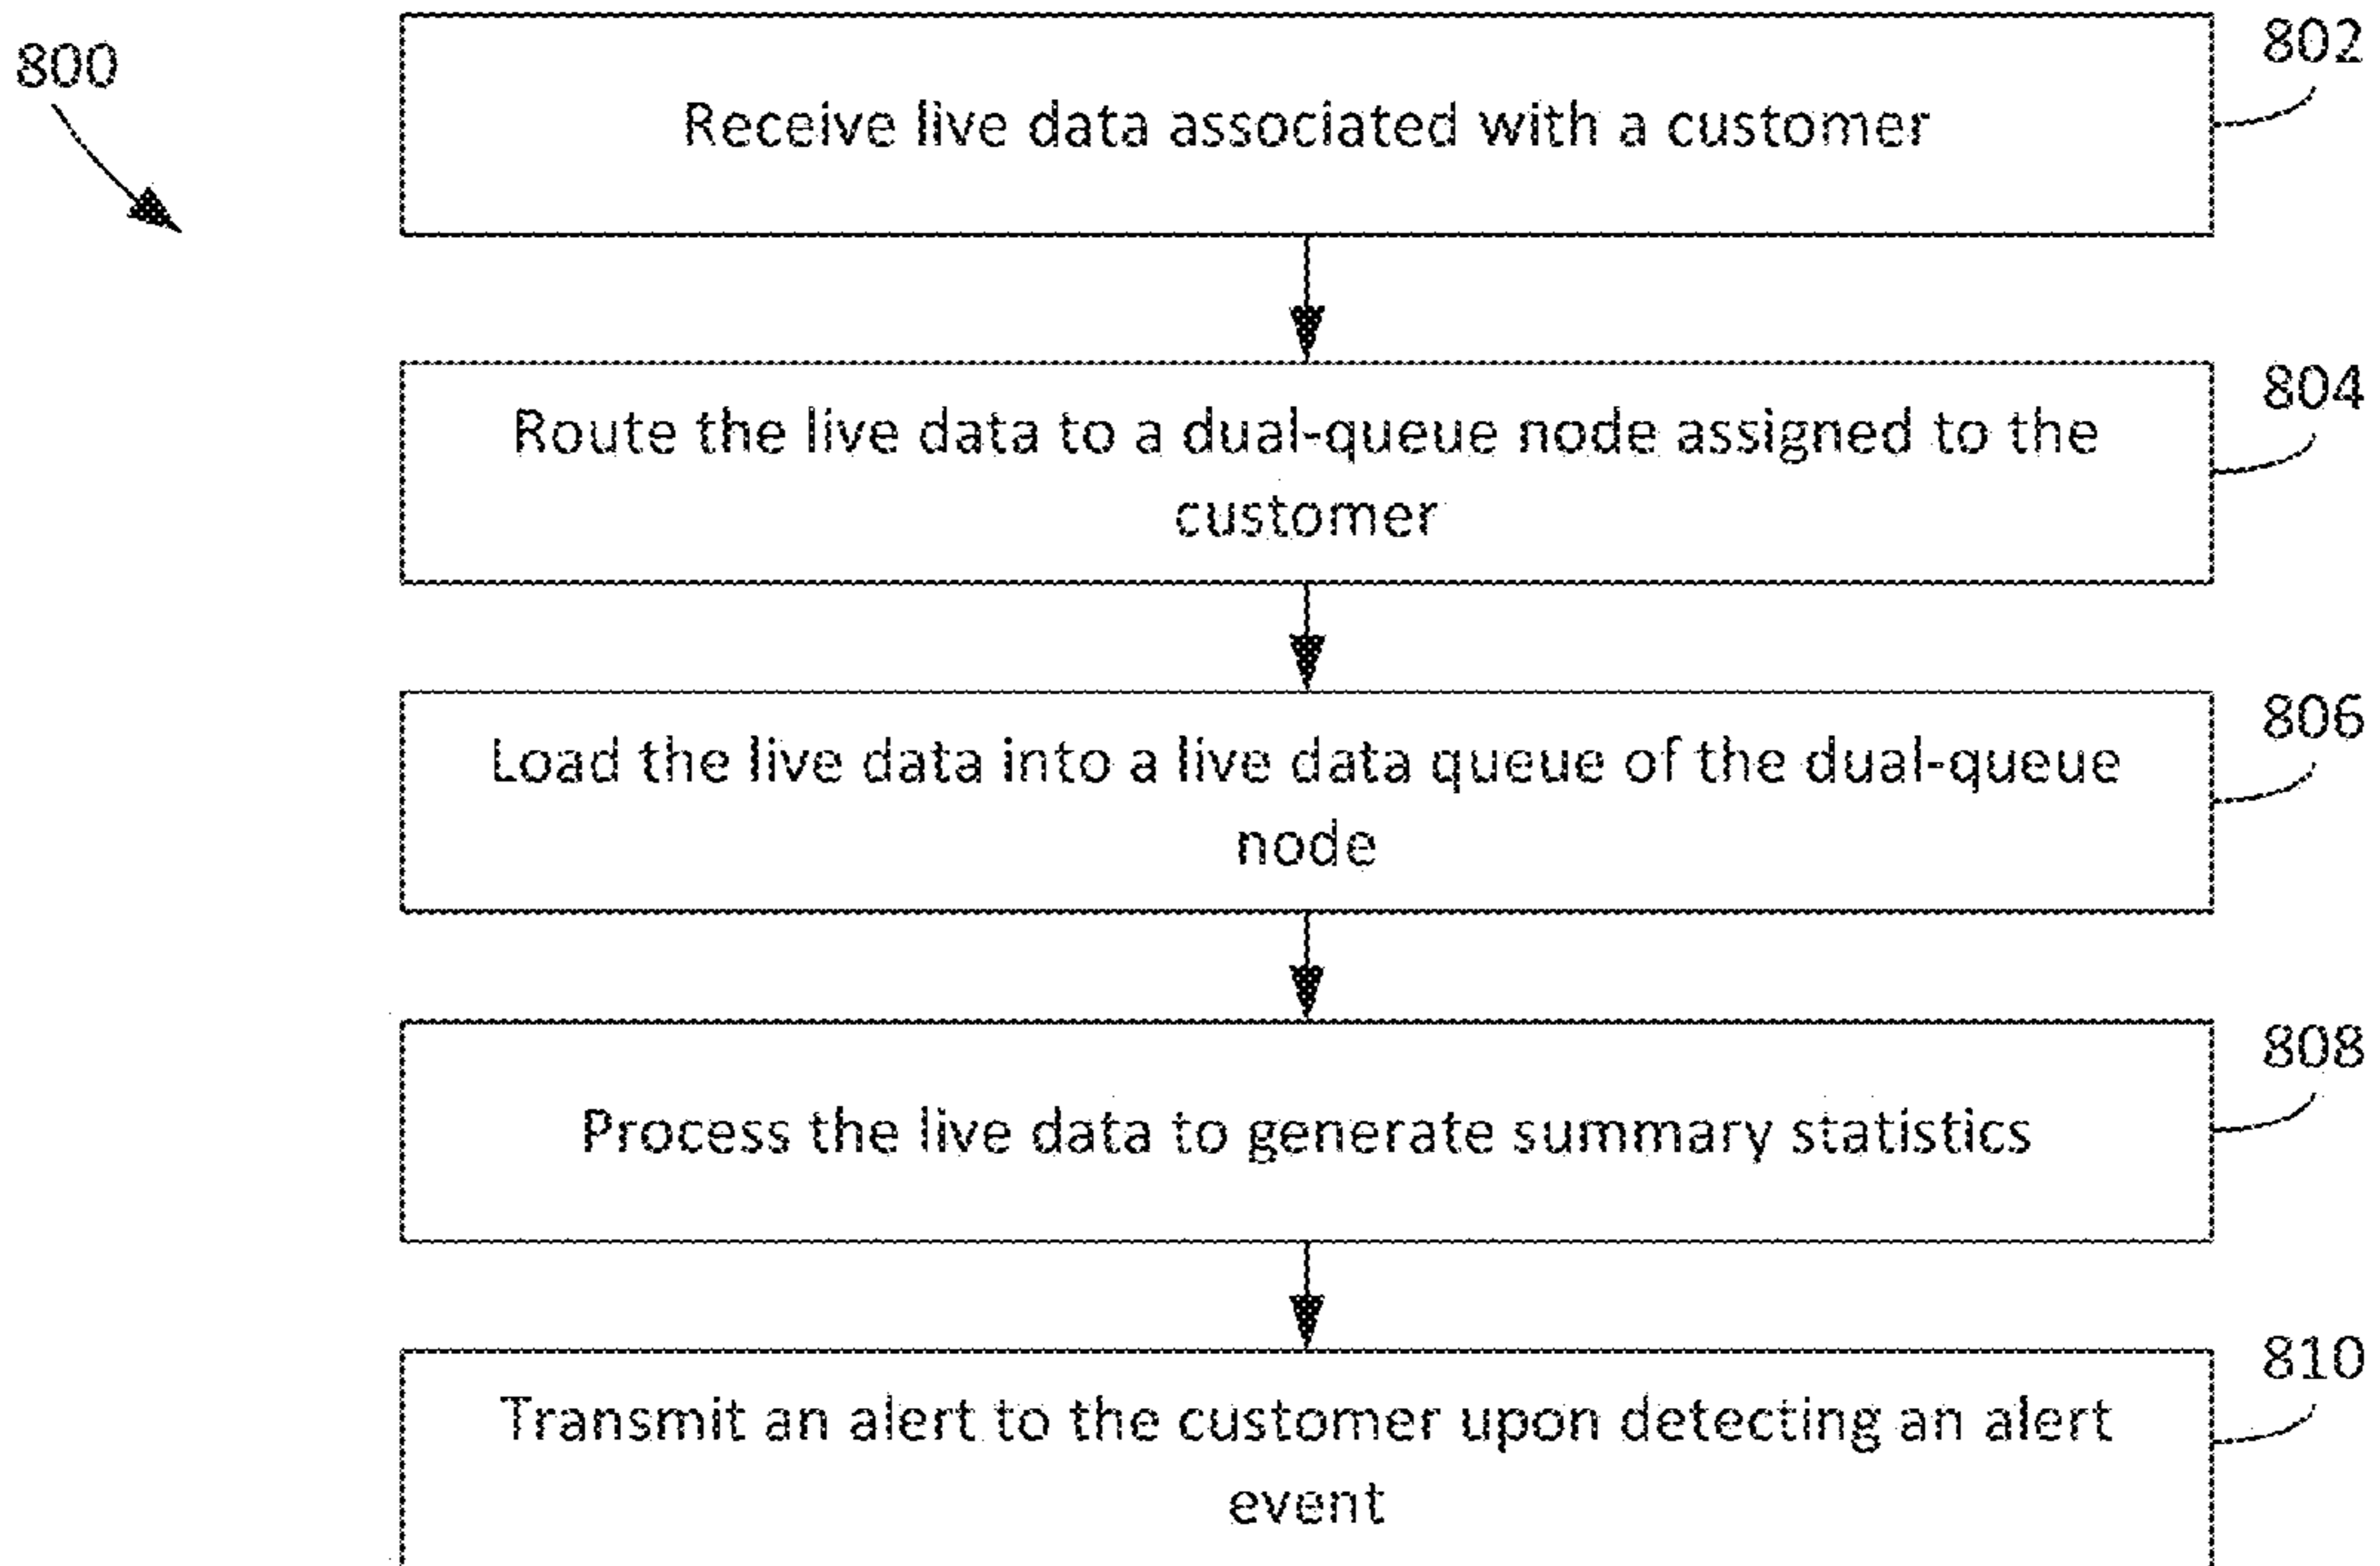 800
802
Receive live data associated with a customer
804
Route the live data to a dual-queue node assigned to the
customer
806
Load the live data into a live data queue of the dual-queue
node
808
Process the live data to generate summary statistics
810
Transmit an alert to the customer upon detecting an alert
event